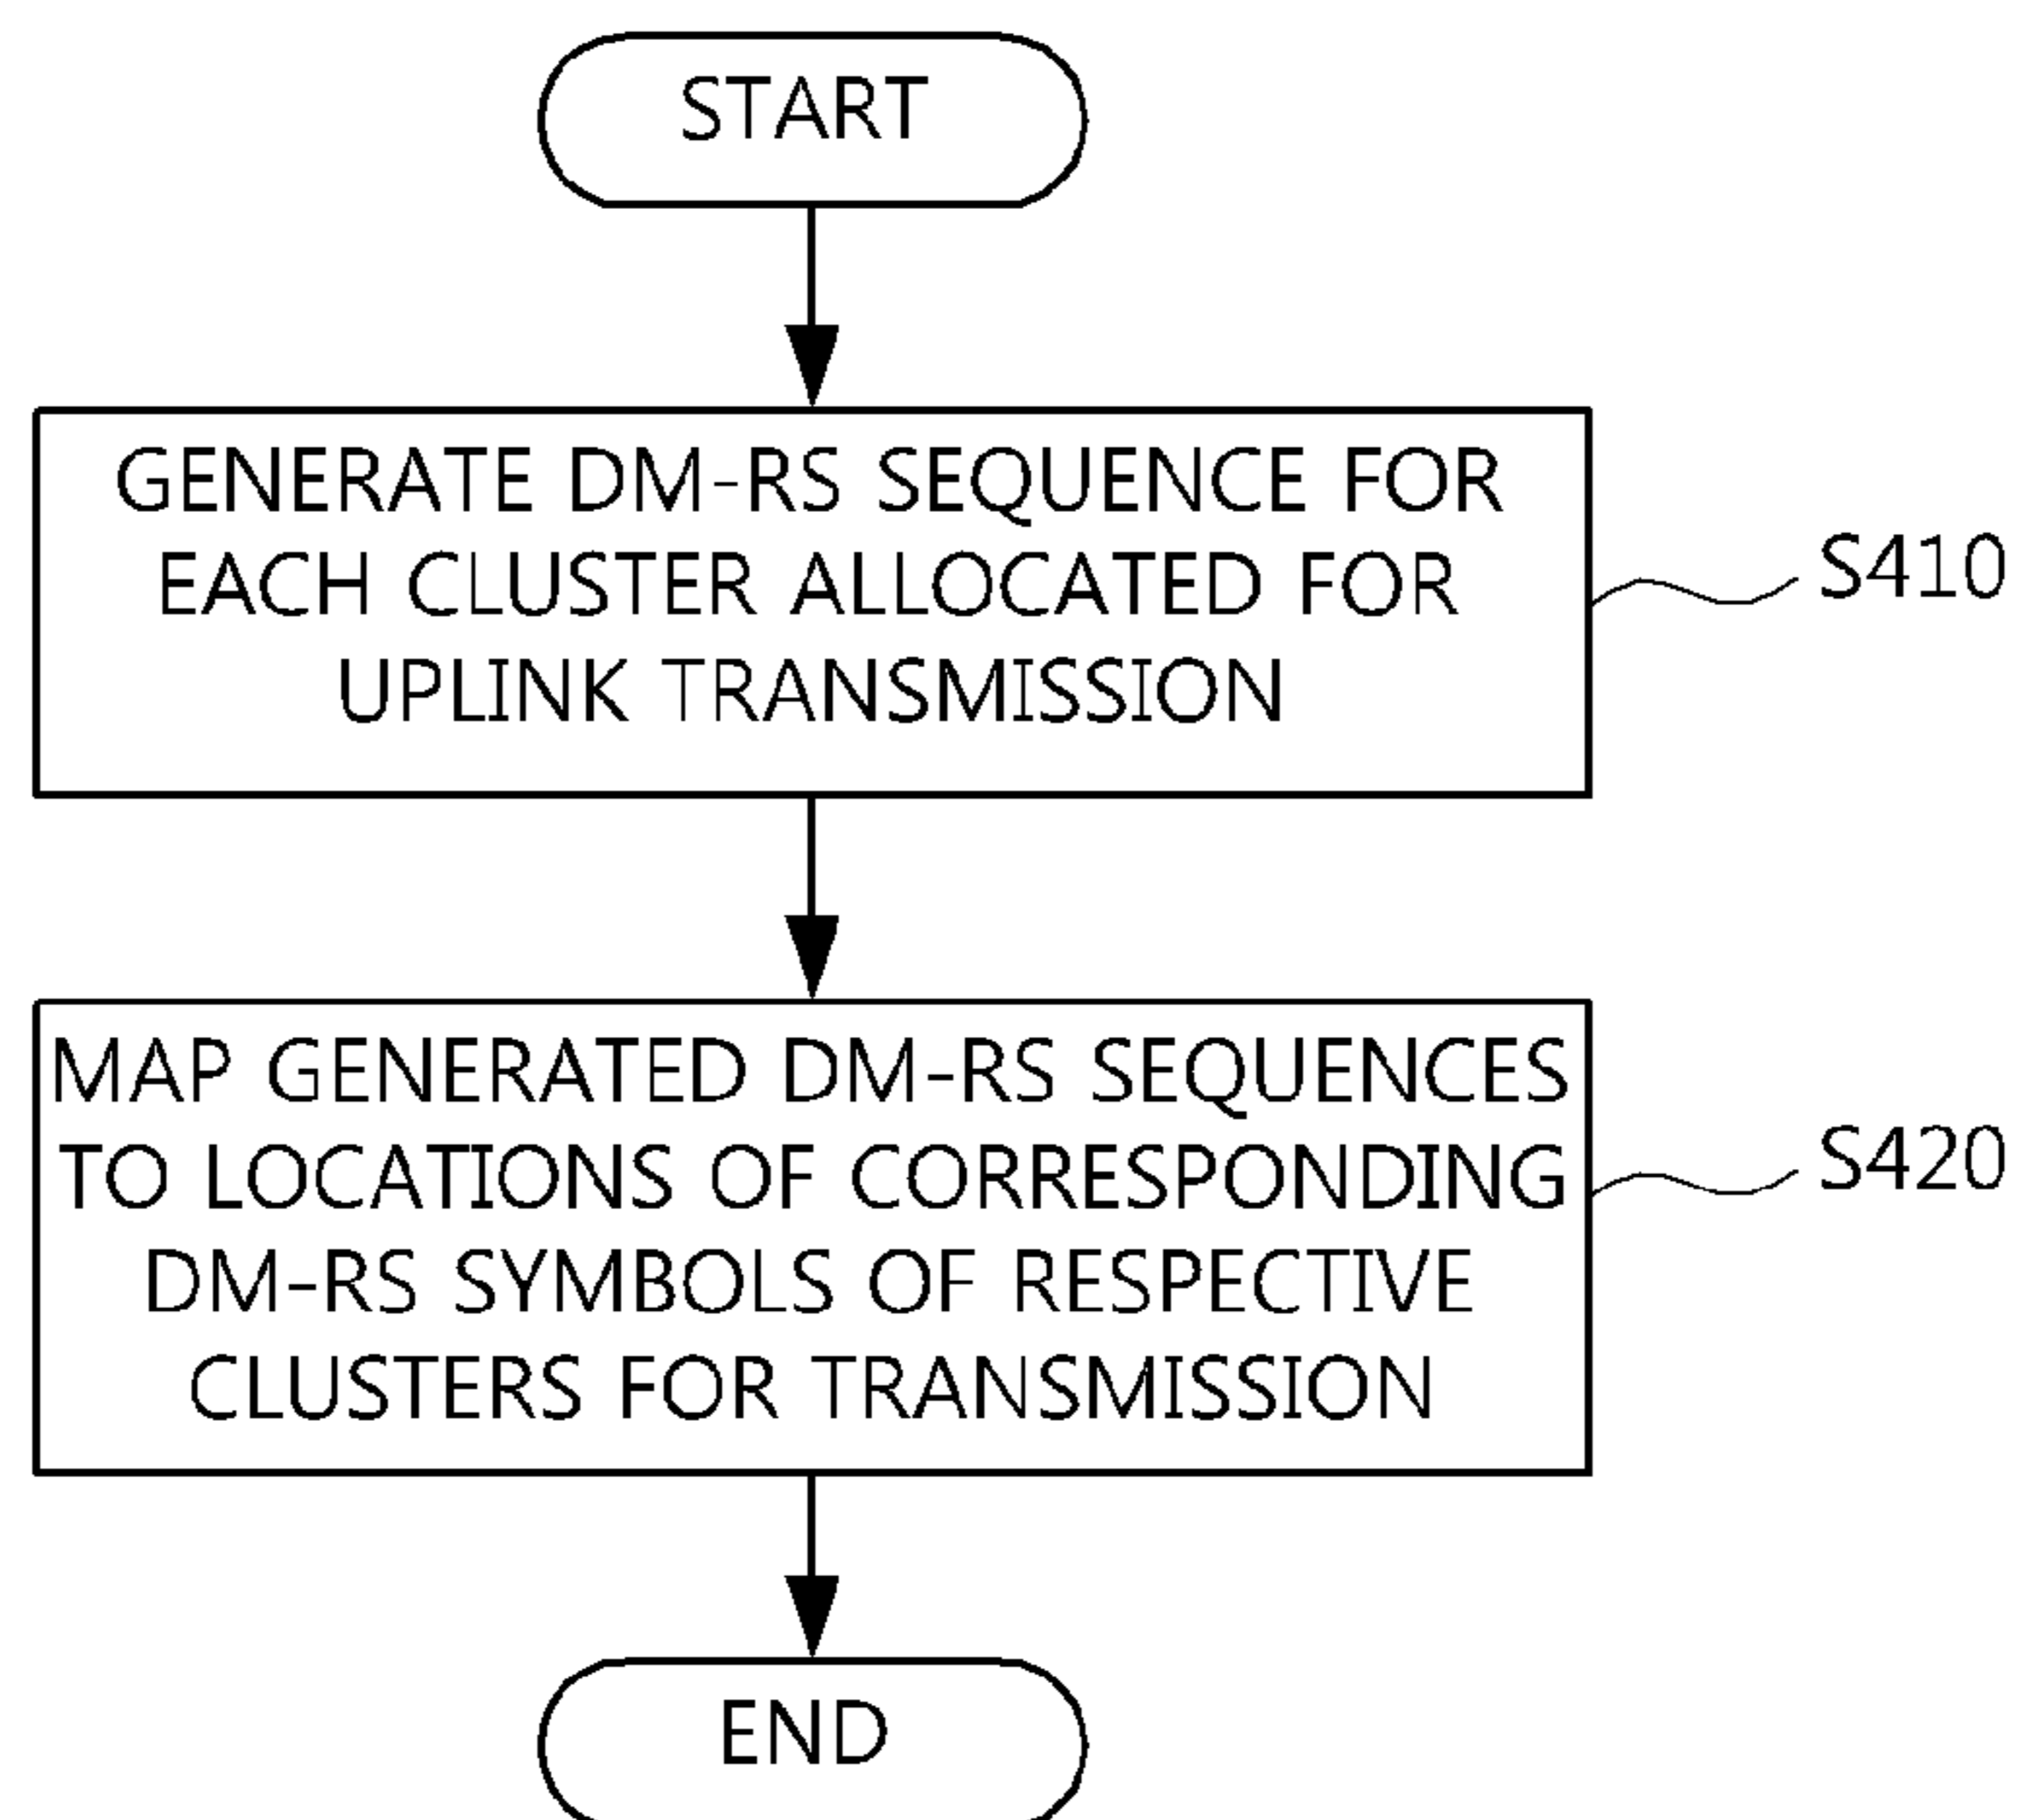 START
GENERATE DM-RS SEQUENCE FOR
EACH CLUSTER ALLOCATED FOR
UPLINK TRANSMISSION
S410
MAP GENERATED DM-RS SEQUENCES
TO LOCATIONS OF CORRESPONDING
DM-RS SYMBOLS OF RESPECTIVE
CLUSTERS FOR TRANSMISSION
S420
END